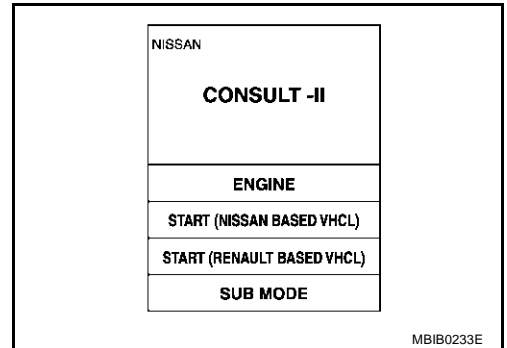 NISSAN
CONSULT -II
ENGINE
START (NISSAN BASED VHCL)
START (RENAULT BASED VHCL)
SUB MODE
MBIB0233E